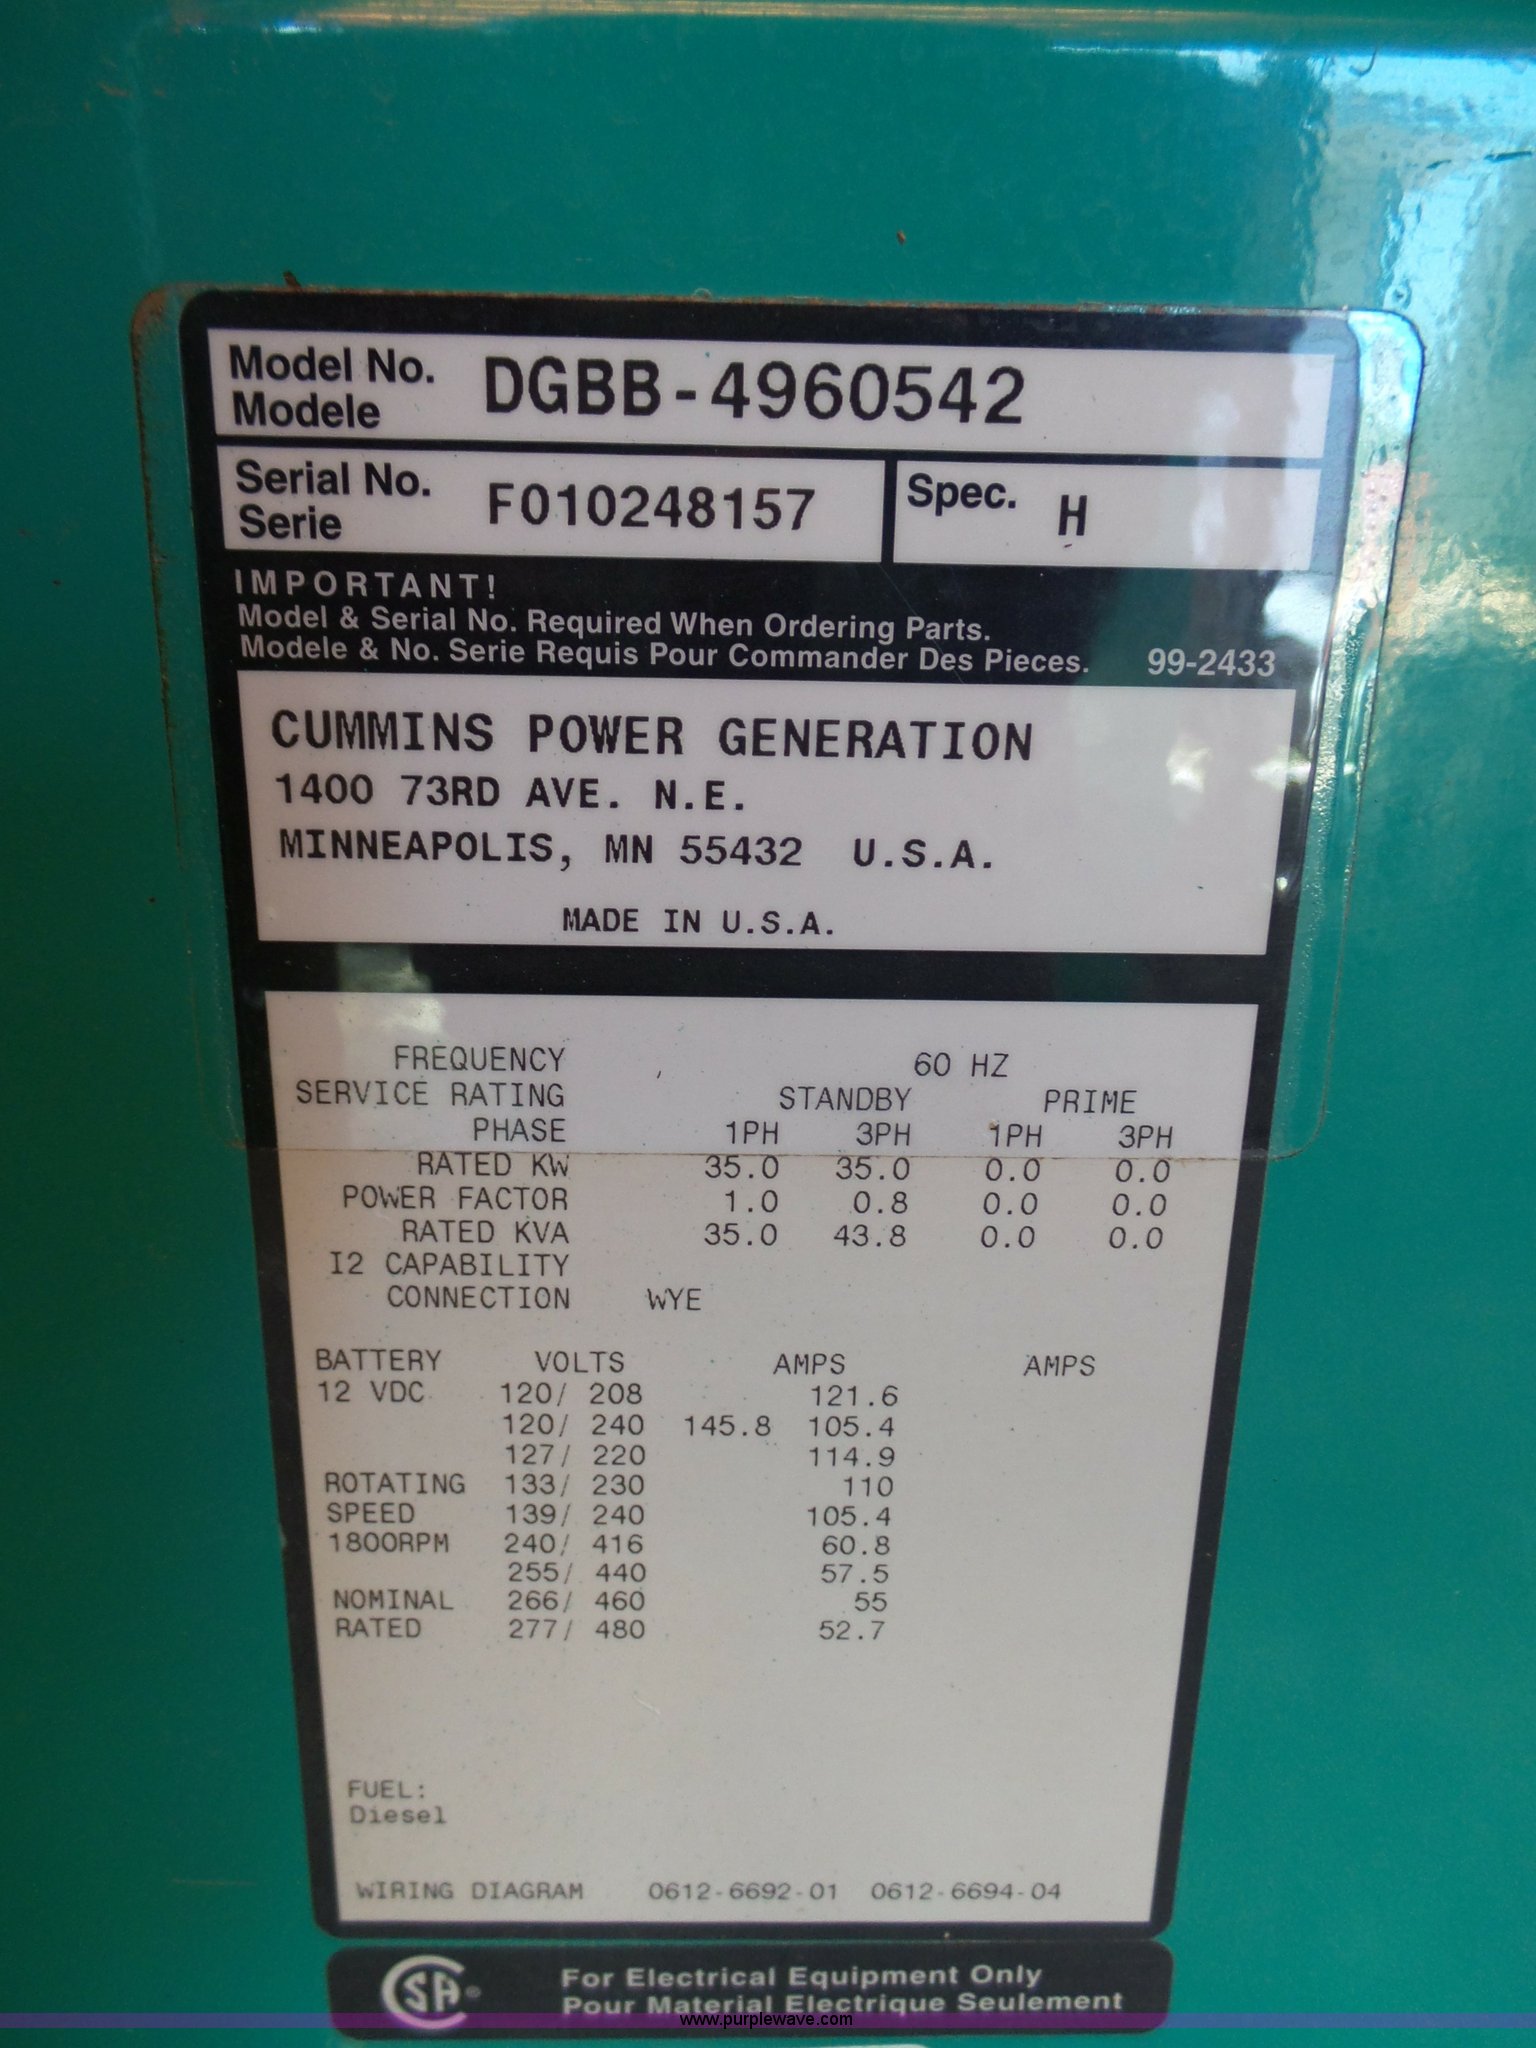 Model No. DGBB-4960542
Modele
Serial No. F010248157 Spec. H
Serie
IMPORTANT!
Model & Serial No. Required When Ordering Parts.
Modele & No. Serie Requis Pour Commander Des Pieces. 99-2433
CUMMINS POWER GENERATION
1400 73RD AVE. N.E.
MINNEAPOLIS, MN 55432 U.S.A.
MADE IN U.S.A.
FREQUENCY 60 HZ
SERVICE RATING STANDBY PRIME
PHASE 1PH 3PH 1PH 3PH
RATED KW 35.0 35.0 0.0 0.0
POWER FACTOR 1.0 0.8 0.0 0.0
RATED KVA 35.0 43.8 0.0 0.0
I2 CAPABILITY
CONNECTION WYE
BATTERY VOLTS AMPS AMPS
12 VDC 120/ 208 121.6
120/ 240 145.8 105.4
127/ 220 114.9
ROTATING 133/ 230 110
SPEED 139/ 240 105.4
1800RPM 240/ 416 60.8
255/ 440 57.5
NOMINAL 266/ 460 55
RATED 277/ 480 52.7
FUEL:
Diesel
WIRING DIAGRAM 0612-6692-01 0612-6694-04
CSA® For Electrical Equipment Only
Pour Material Electrique Seulement
www.purplewave.com